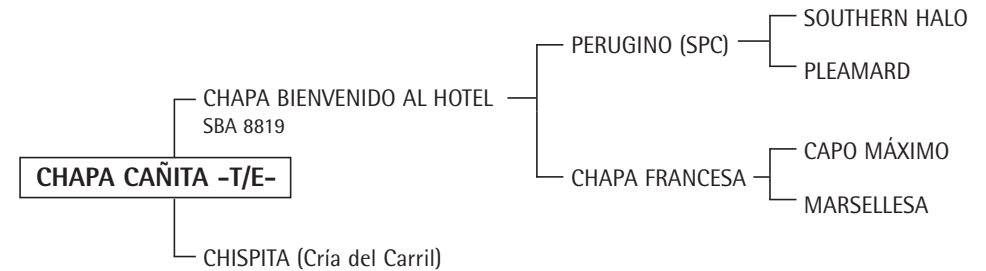 SOUTHERN HALO
PERUGINO (SPC)
PLEAMARD
CHAPA BIENVENIDO AL HOTEL
SBA 8819
CAPO MÁXIMO
CHAPA CAÑITA -T/E-
CHAPA FRANCESA
MARSELLESA
CHISPITA (Cría del Carril)